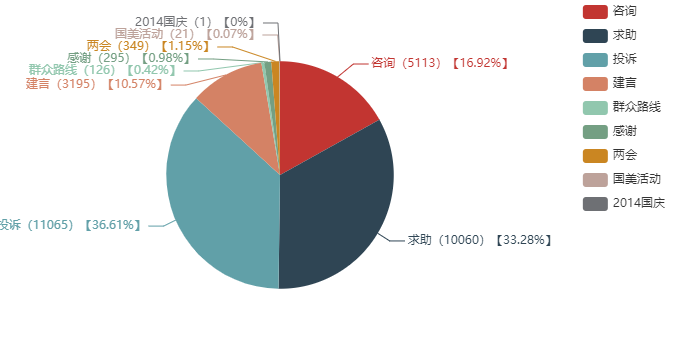 2014国庆（1）【0%】
国美活动（21）【0.07%】
两会（349）【1.15%】
感谢（295）【0.98%】
群众路线（126）【0.42%】
建言（3195）【10.57%】
咨询（5113）【16.92%】
投诉（11065）【36.61%】
求助（10060）【33.28%】
咨询
求助
投诉
建言
群众路线
感谢
两会
国美活动
2014国庆